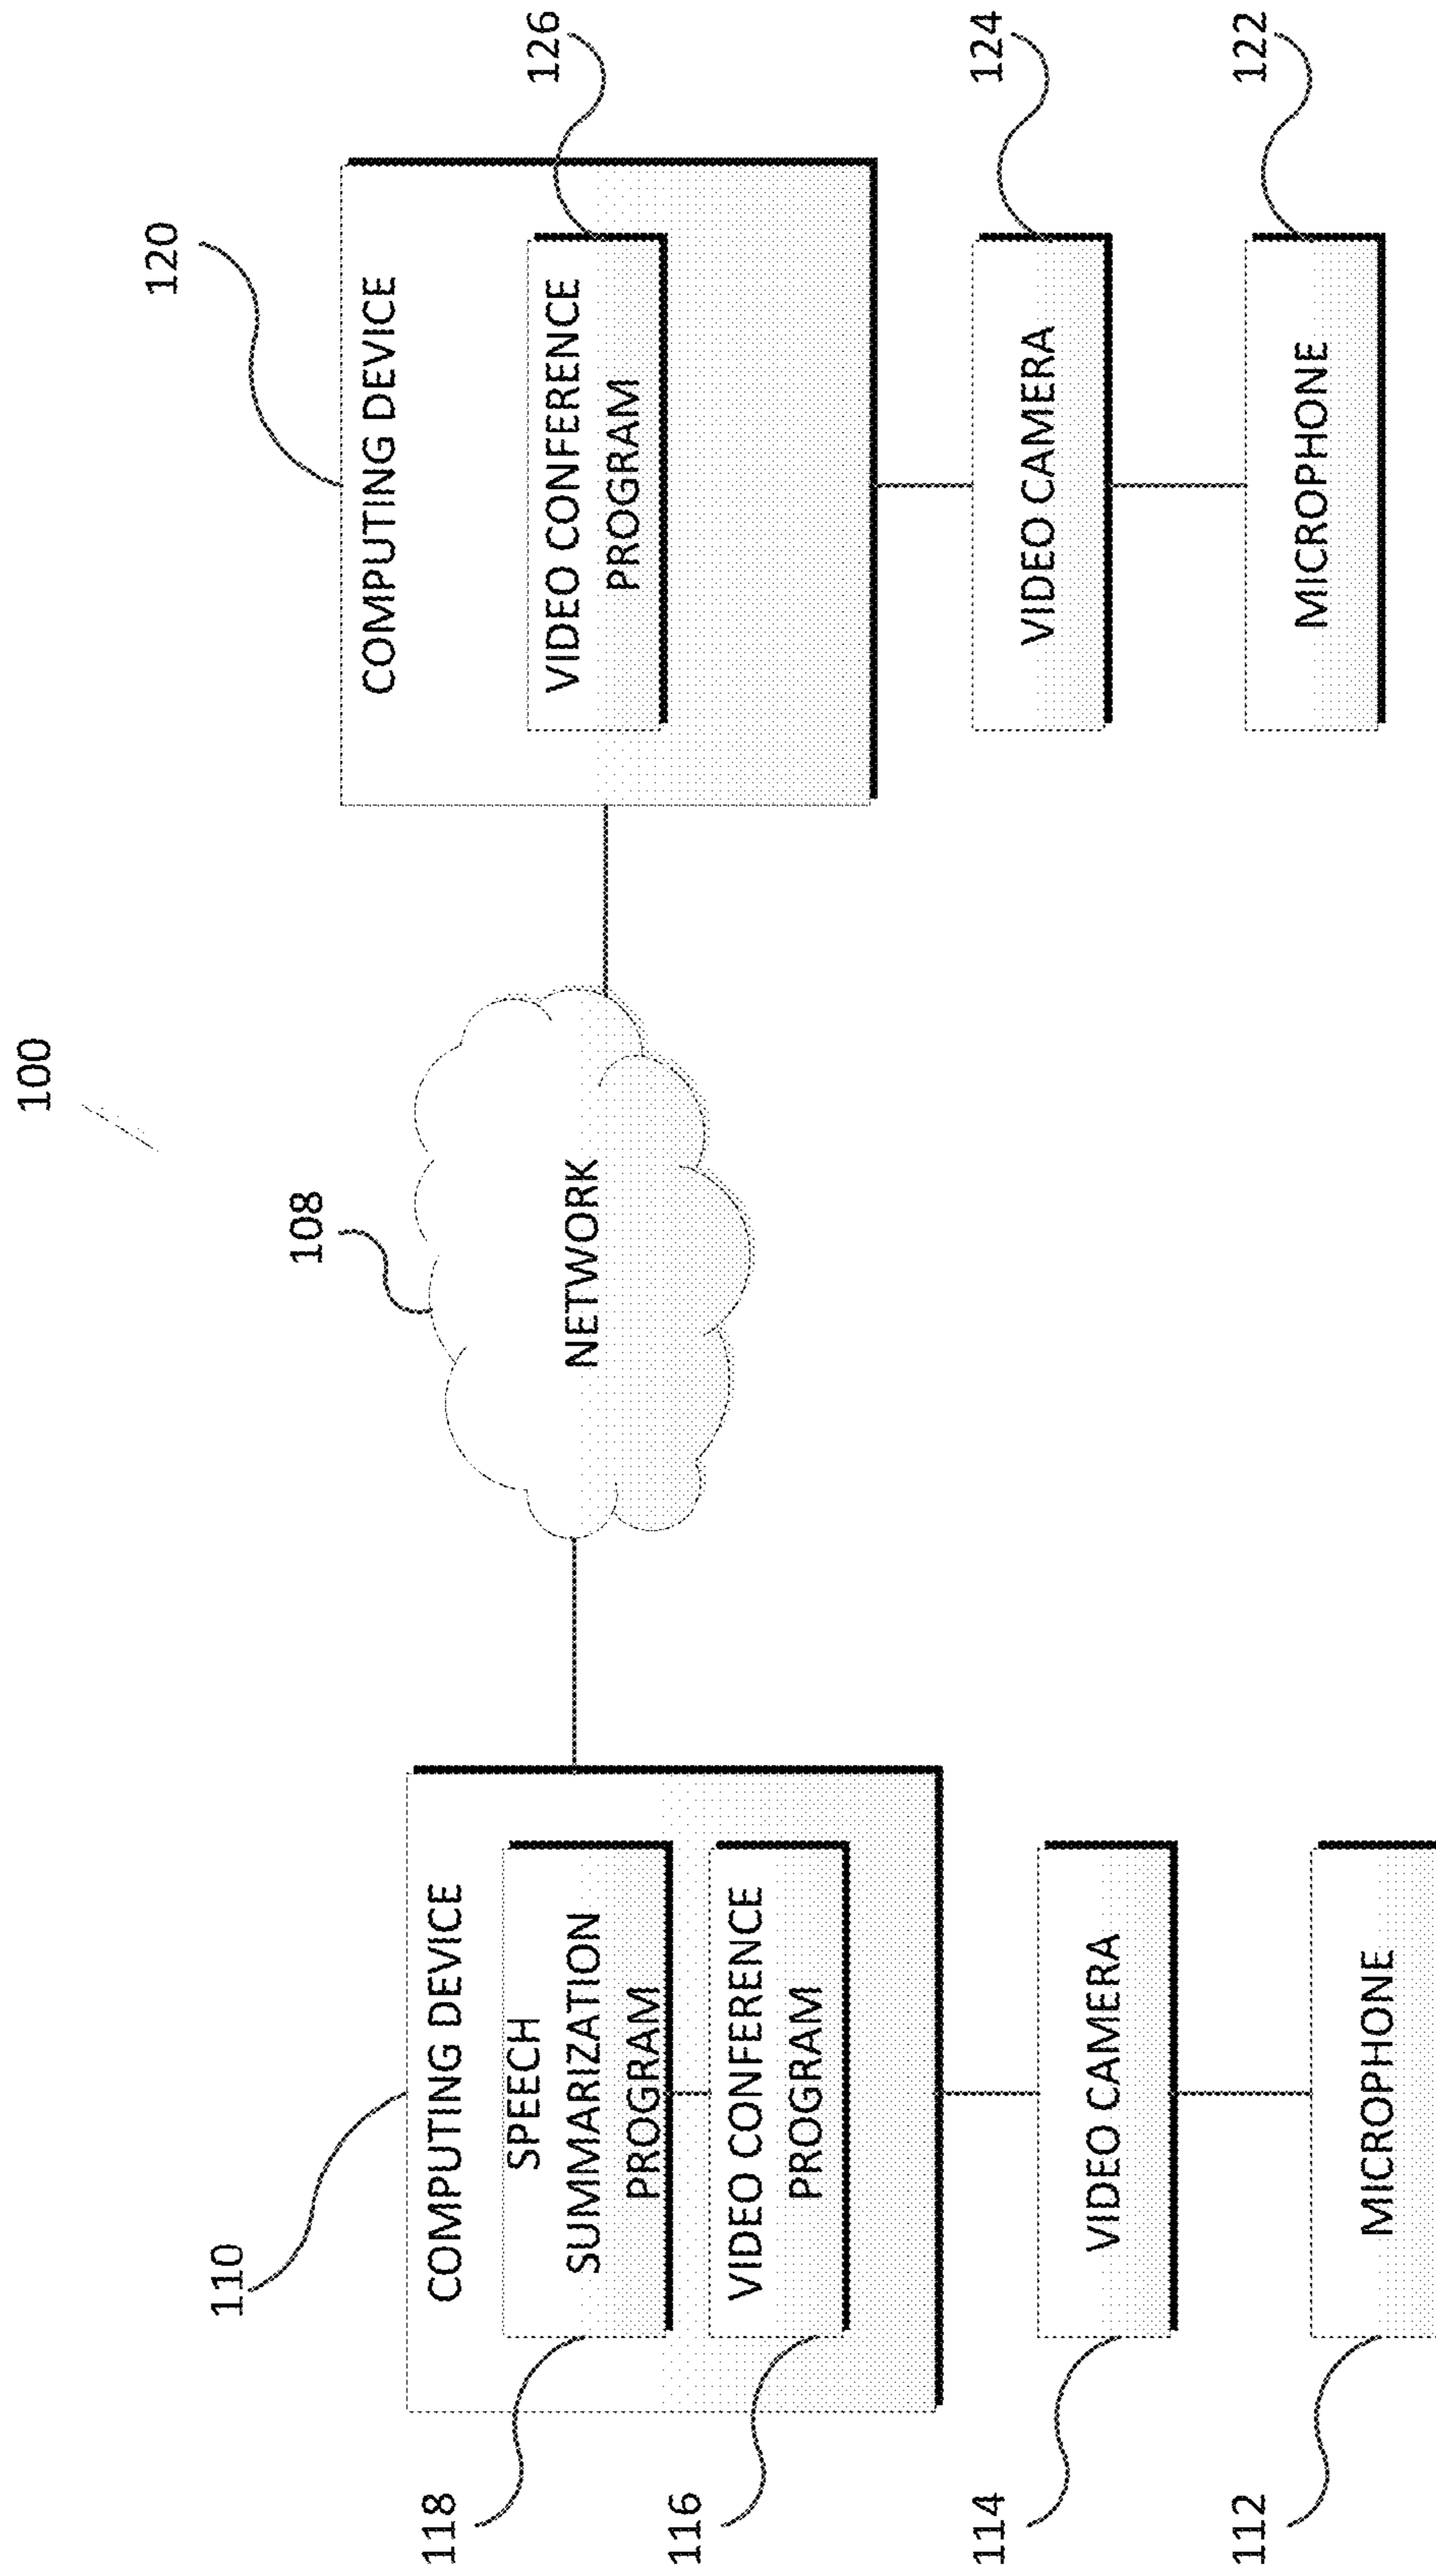 100
108
NETWORK
110
COMPUTING DEVICE
118
SPEECH
SUMMARIZATION
PROGRAM
116
VIDEO CONFERENCE
PROGRAM
114
VIDEO CAMERA
112
MICROPHONE
120
COMPUTING DEVICE
126
VIDEO CONFERENCE
PROGRAM
124
VIDEO CAMERA
122
MICROPHONE